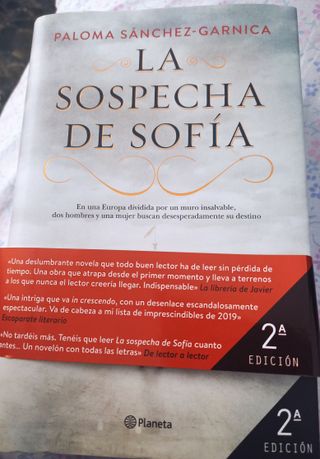 PALOMA SÁNCHEZ-GARNICA
LA
SOSPECHA
DE SOFÍA
En una Europa dividida por un muro insalvable,
dos hombres y una mujer buscan desesperadamente su destino
«Una deslumbrante novela que todo buen lector ha de leer sin pérdida de
tiempo. Una obra que atrapa desde el primer momento y lleva a terrenos
a los que nunca el lector creería llegar. Indispensable» La librería de Javier
«Una intriga que va in crescendo, con un desenlace escandalosamente
espectacular. Va de cabeza a mi lista de imprescindibles de 2019»
Escaparate literario
«No tardéis más. Tenéis que leer La sospecha de Sofía cuanto
antes... Un novelón con todas las letras» De lector a lector
2ª
EDICIÓN
Planeta
2ª
EDICIÓN